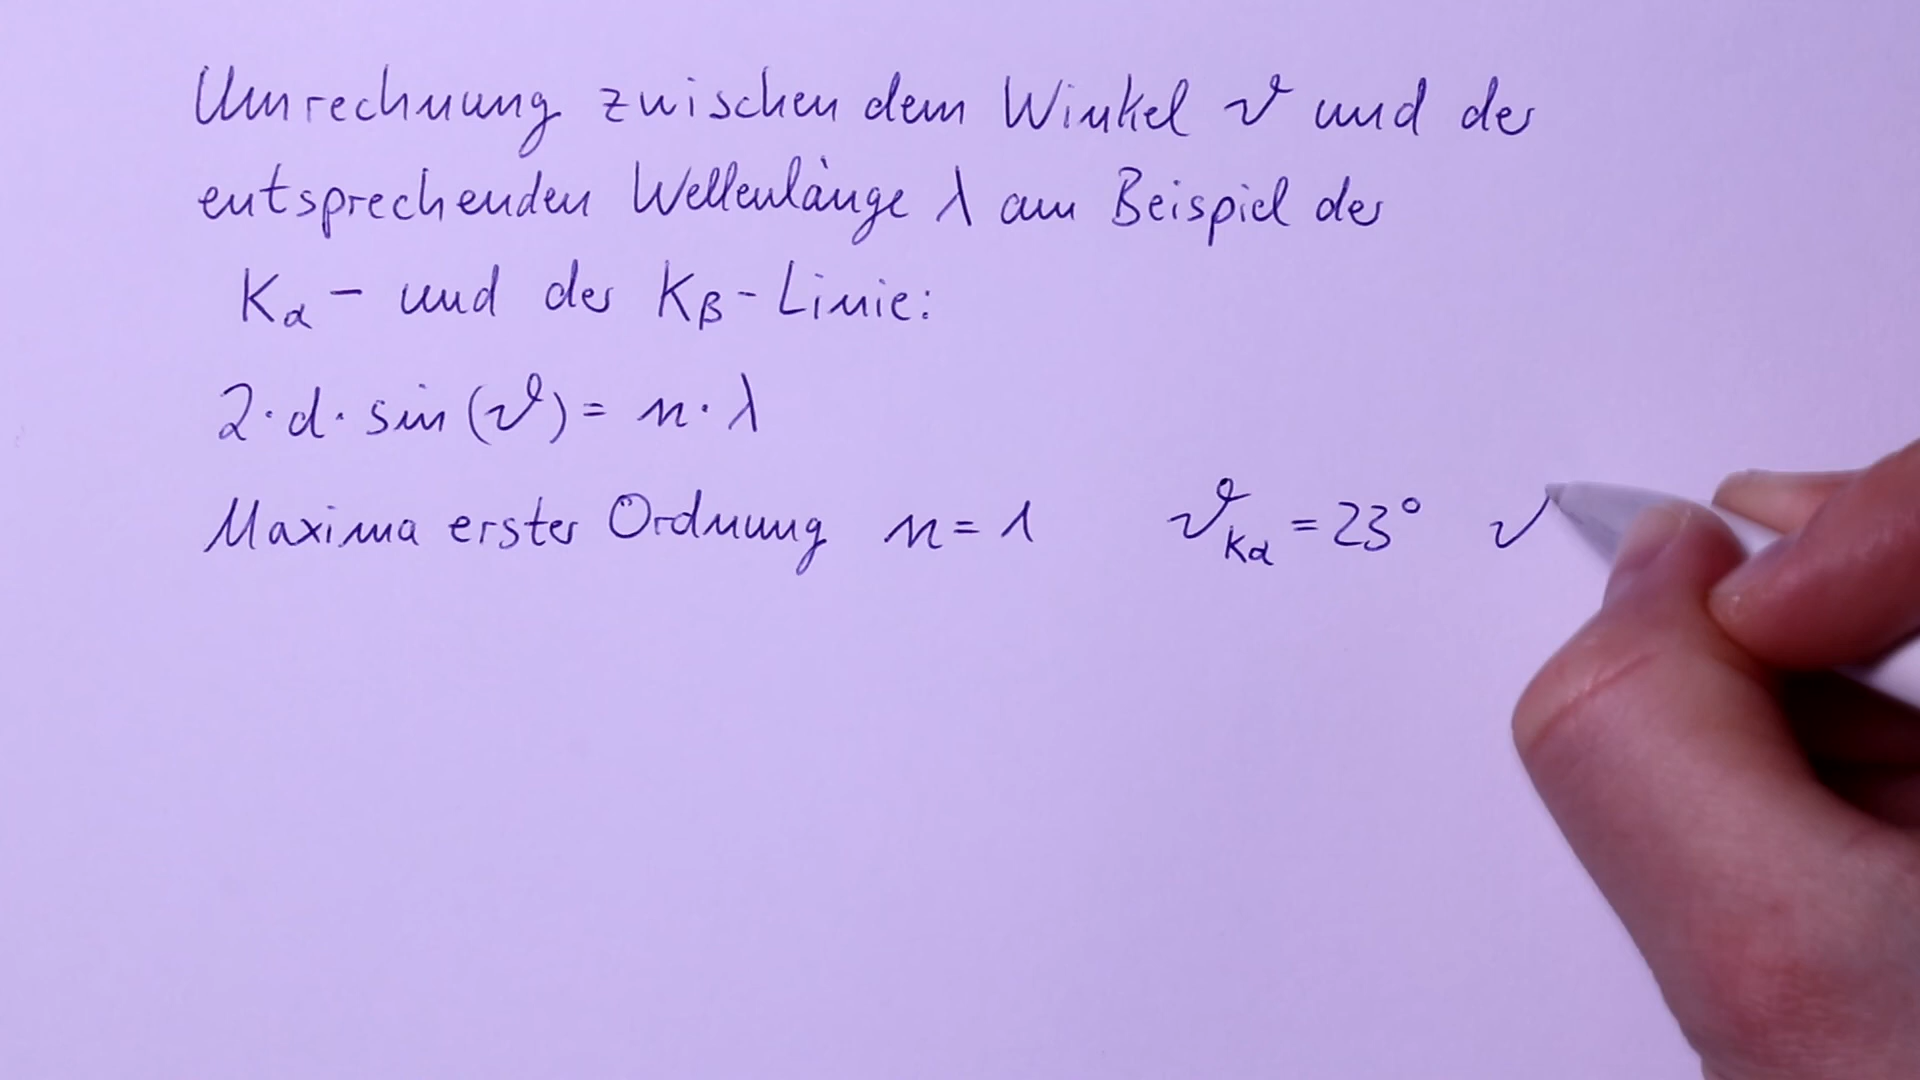 Umrechnung zwischen dem Winkel ϑ und der
entsprechenden Wellenlänge λ am Beispiel der
Kα - und der Kβ - Linie:
2·d·sin(ϑ) = n·λ
Maxima erster Ordnung n = 1 ϑKα = 23°